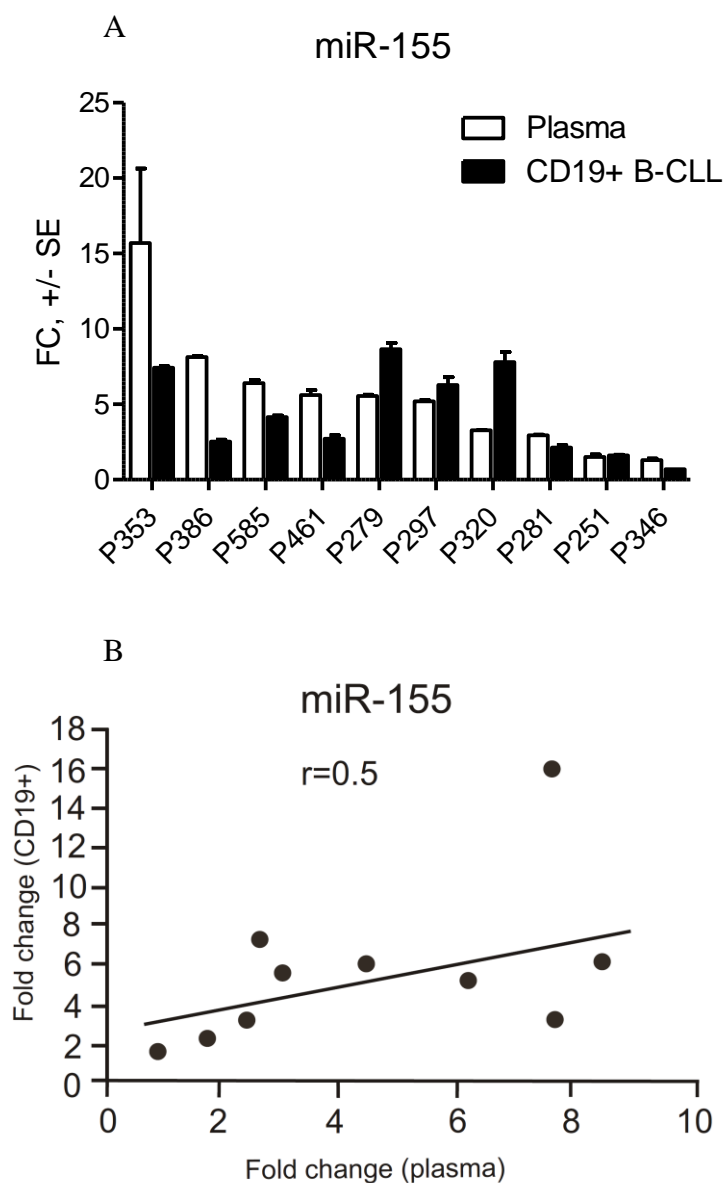 A
miR-155
25
20
15
10
5
0
FC, +/- SE
Plasma
CD19+ B-CLL
P353
P386
P585
P461
P279
P297
P320
P281
P251
P346
B
miR-155
r=0.5
18
16
14
12
10
8
6
4
2
0
Fold change (CD19+)
0 2 4 6 8 10
Fold change (plasma)